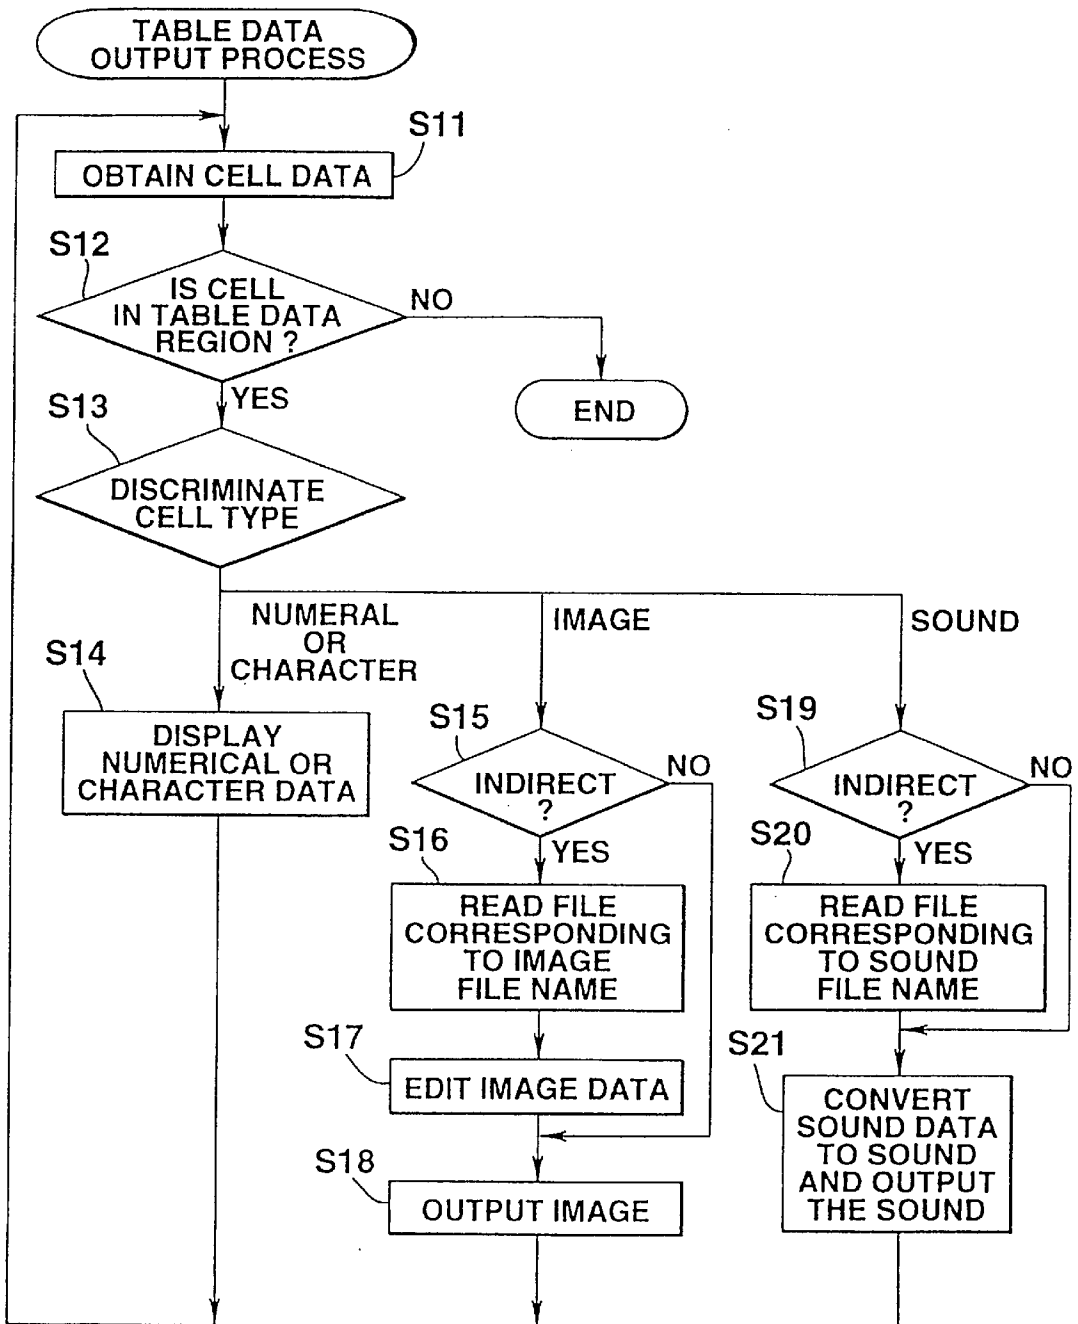 TABLE DATA
OUTPUT PROCESS
S11
OBTAIN CELL DATA
S12
IS CELL
IN TABLE DATA
REGION ?
NO
YES
END
S13
DISCRIMINATE
CELL TYPE
NUMERAL
OR
CHARACTER
IMAGE
SOUND
S14
DISPLAY
NUMERICAL OR
CHARACTER DATA
S15
INDIRECT
?
NO
YES
S16
READ FILE
CORRESPONDING
TO IMAGE
FILE NAME
S17
EDIT IMAGE DATA
S18
OUTPUT IMAGE
S19
INDIRECT
?
NO
YES
S20
READ FILE
CORRESPONDING
TO SOUND
FILE NAME
S21
CONVERT
SOUND DATA
TO SOUND
AND OUTPUT
THE SOUND